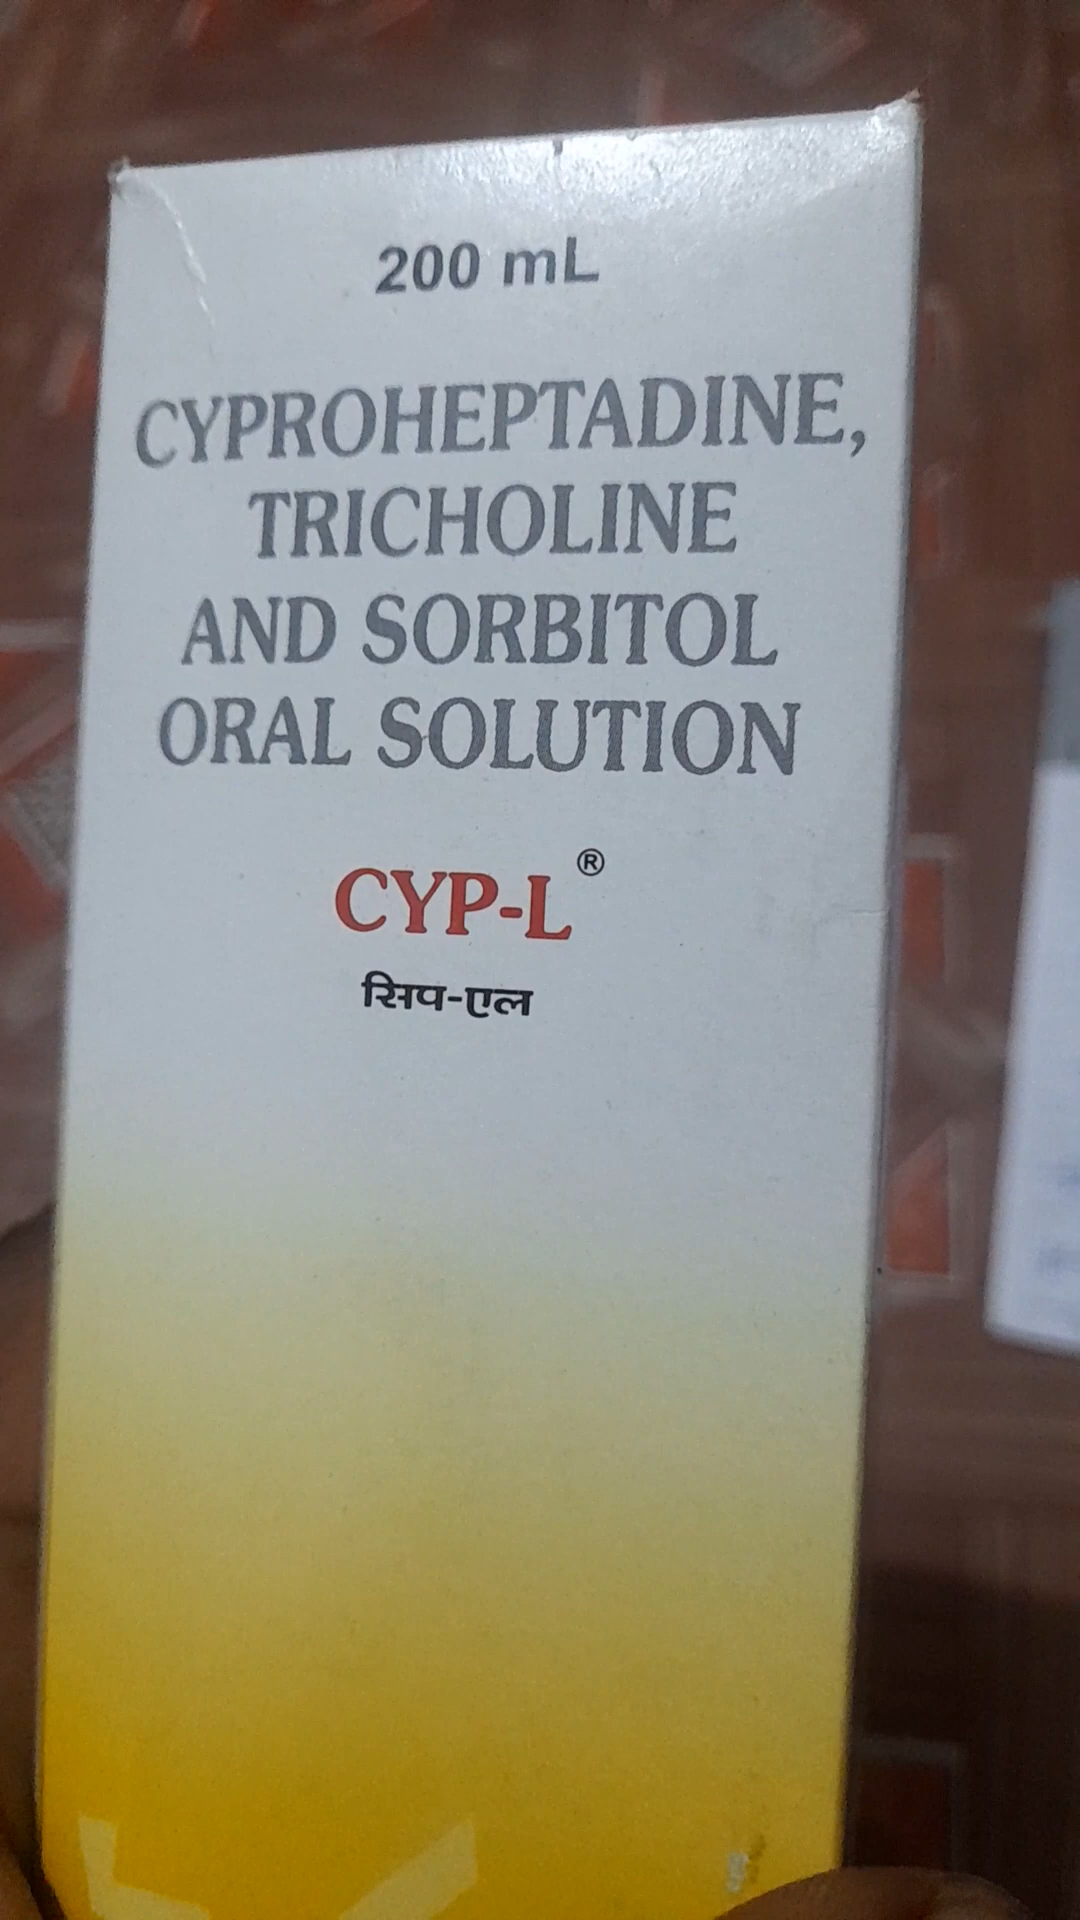 200 mL
CYPROHEPTADINE,
TRICHOLINE
AND SORBITOL
ORAL SOLUTION
CYP-L®
सिप-एल